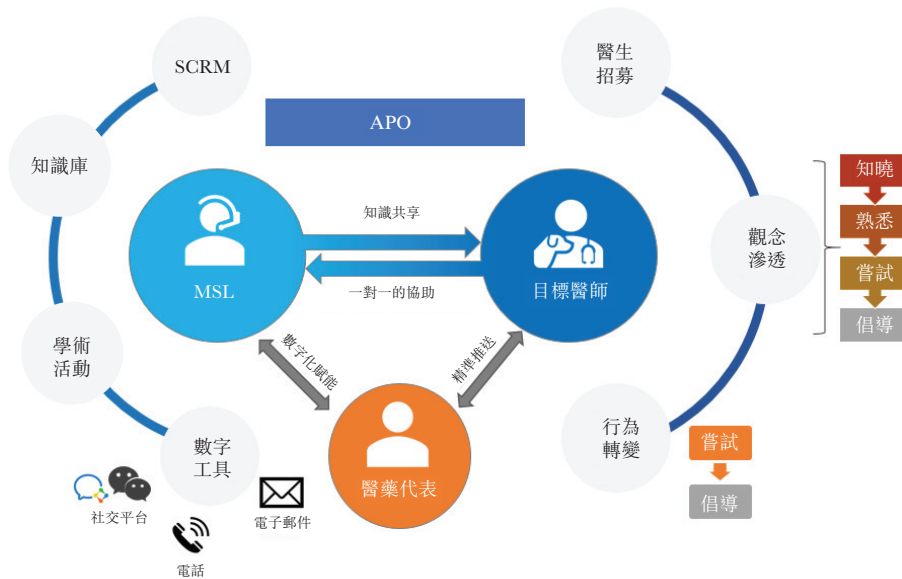 SCRM
知識庫
學術
活動
數字
工具
社交平台
電話
電子郵件
APO
MSL
知識共享
一對一的協助
目標醫師
數字化賦能
精準推送
醫藥代表
醫生
招募
觀念
滲透
行為
轉變
知曉
熟悉
嘗試
倡導
嘗試
倡導